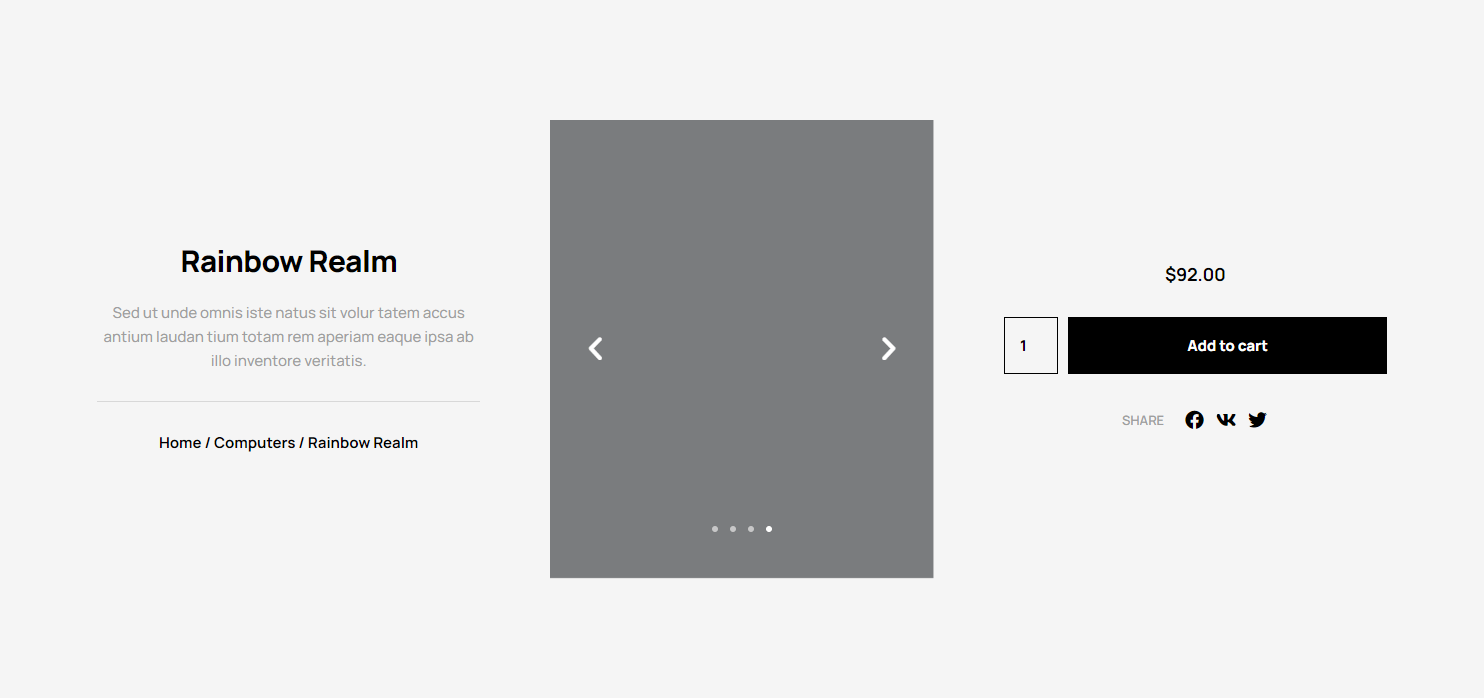 Rainbow Realm
Sed ut unde omnis iste natus sit volur tatem accus
antium laudan tium totam rem aperiam eaque ipsa ab
illo inventore veritatis.
Home / Computers / Rainbow Realm
$92.00
1 Add to cart
SHARE